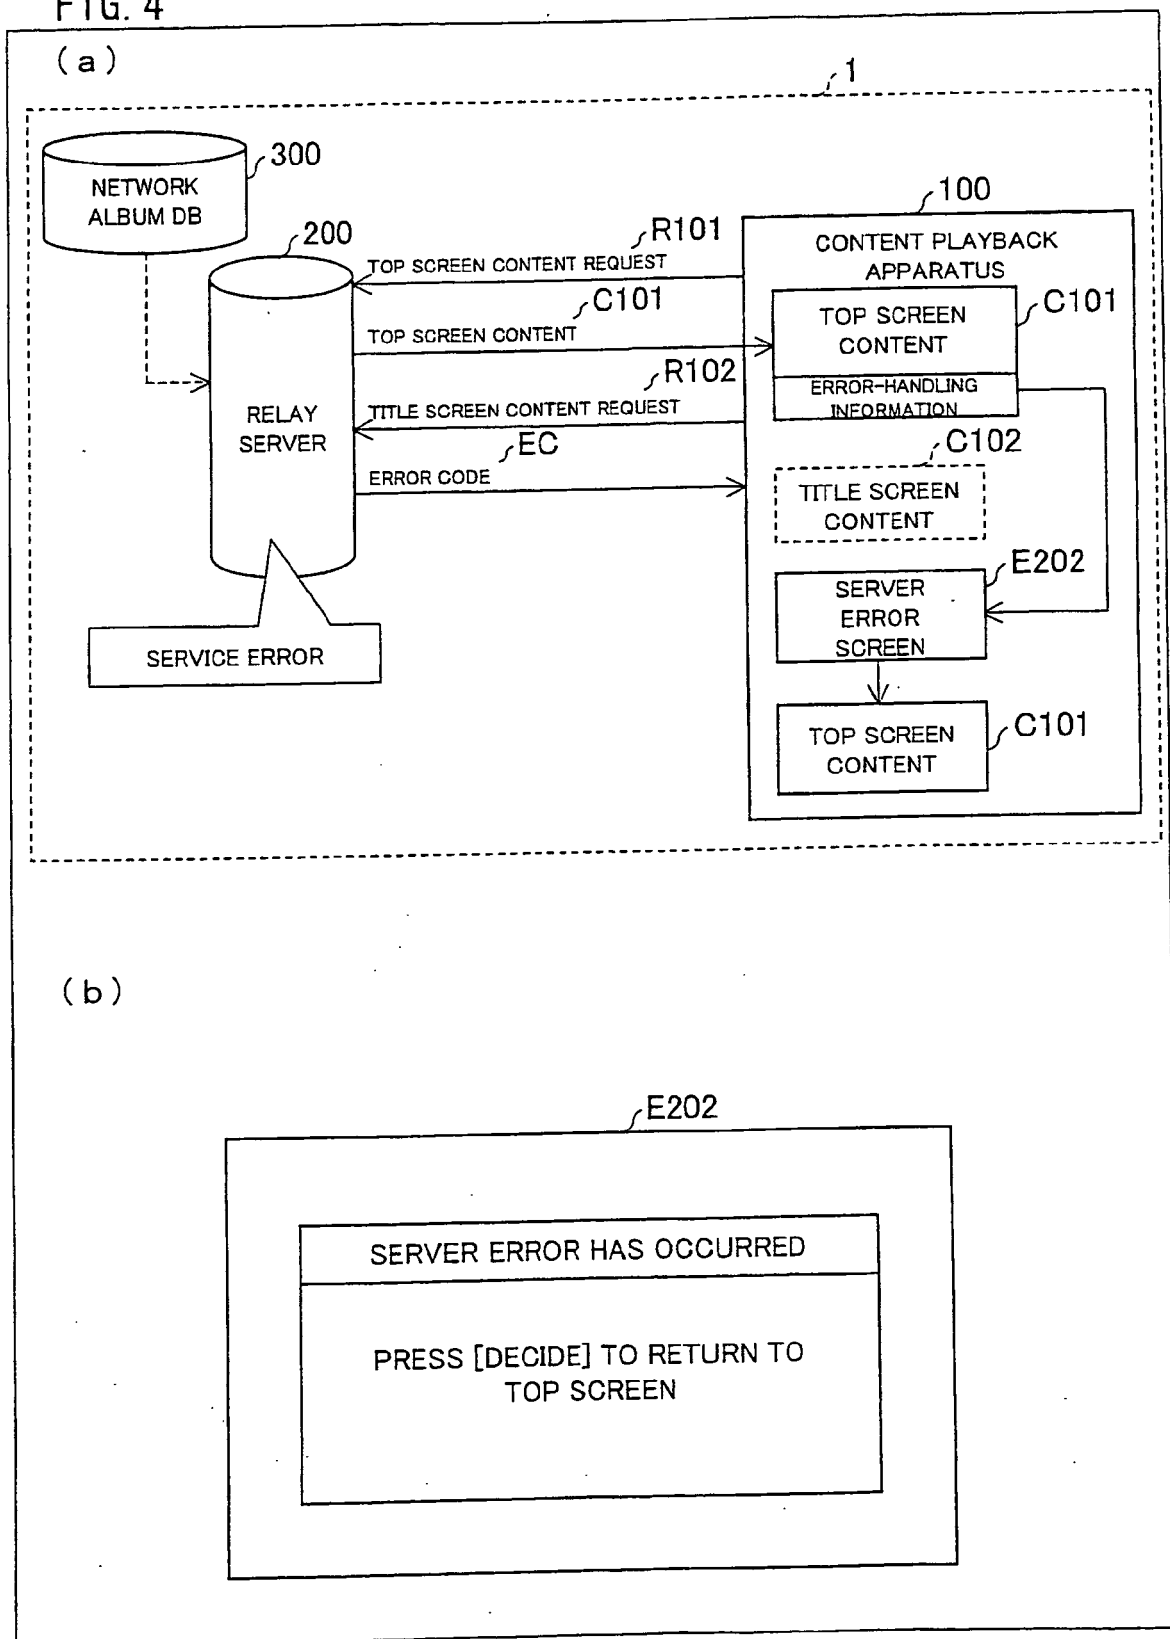 FIG. 4
(a)
1
300
NETWORK
ALBUM DB
200
RELAY
SERVER
SERVICE ERROR
R101
TOP SCREEN CONTENT REQUEST
C101
TOP SCREEN CONTENT
R102
TITLE SCREEN CONTENT REQUEST
EC
ERROR CODE
100
CONTENT PLAYBACK
APPARATUS
C101
TOP SCREEN
CONTENT
ERROR-HANDLING
INFORMATION
C102
TITLE SCREEN
CONTENT
E202
SERVER
ERROR
SCREEN
C101
TOP SCREEN
CONTENT
(b)
E202
SERVER ERROR HAS OCCURRED
PRESS [DECIDE] TO RETURN TO
TOP SCREEN